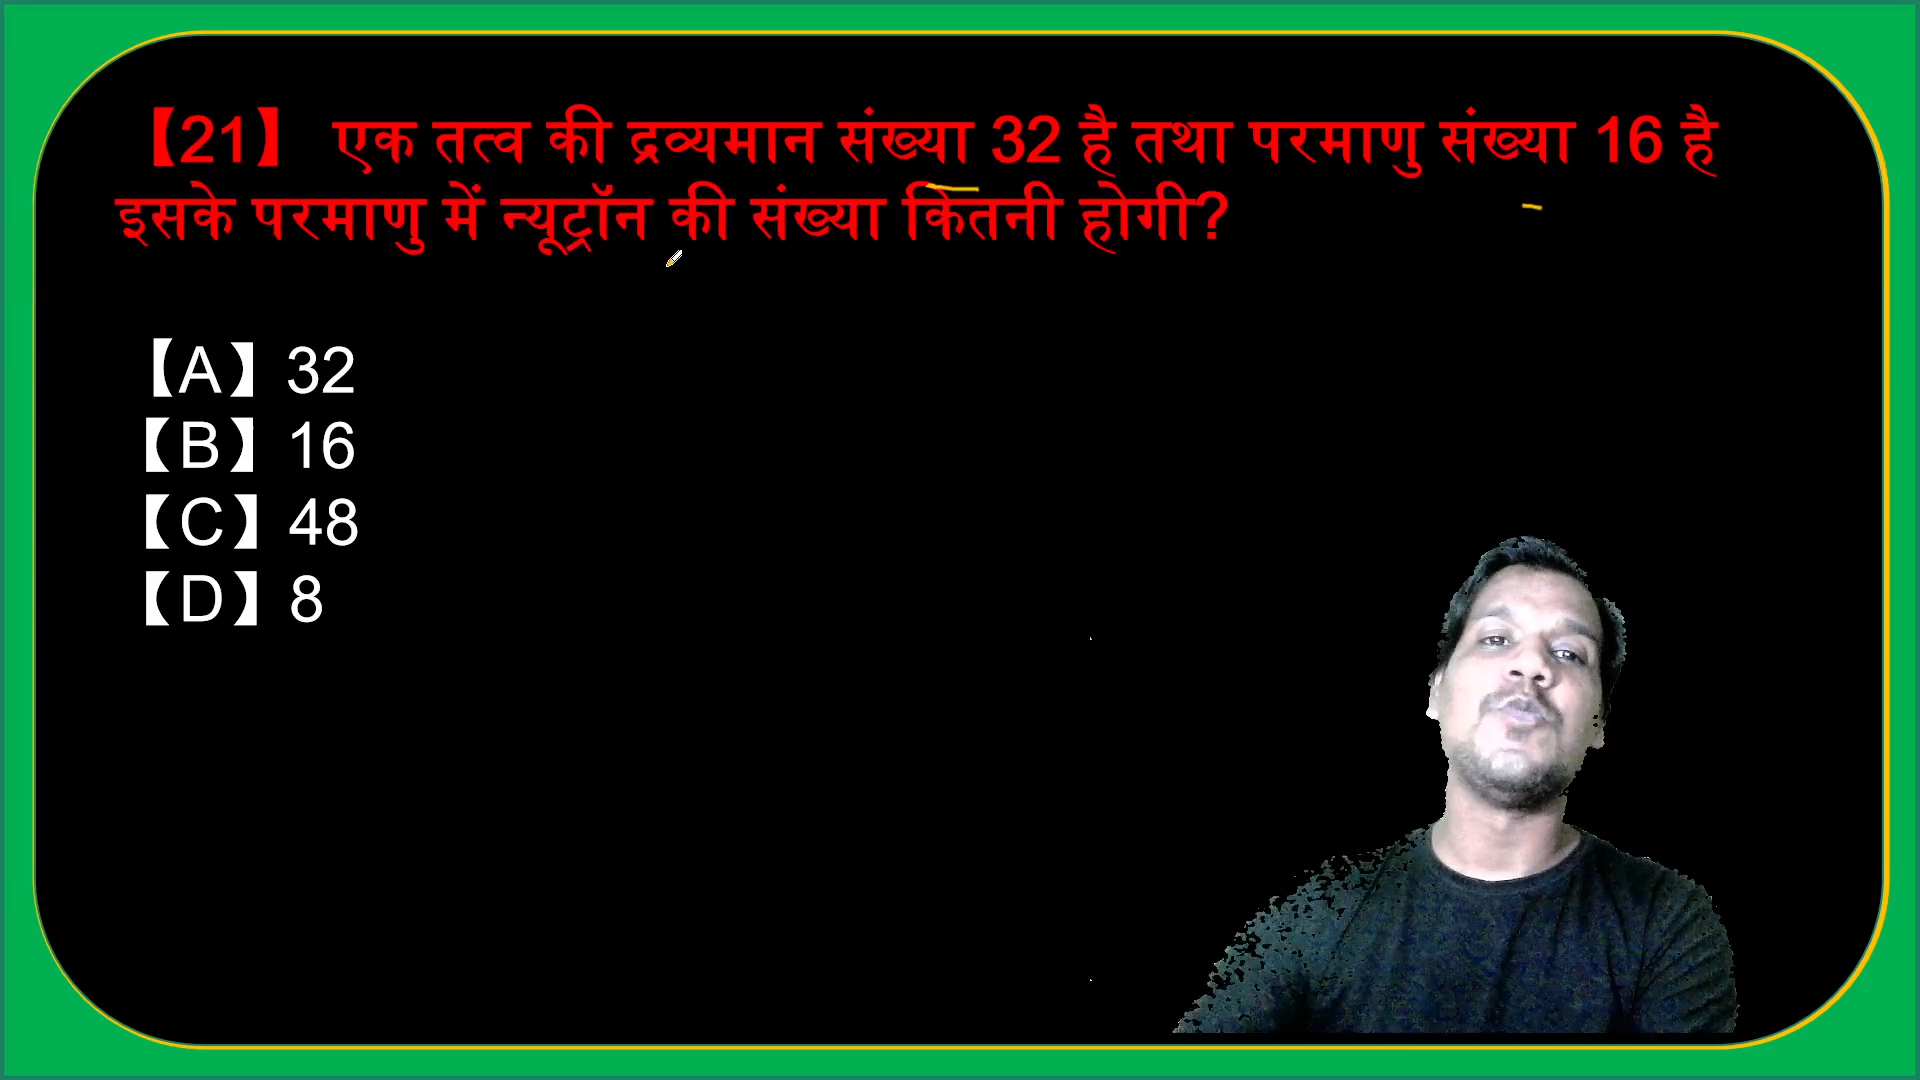 【21】 एक तत्व की द्रव्यमान संख्या 32 है तथा परमाणु संख्या 16 है
इसके परमाणु में न्यूट्रॉन की संख्या कितनी होगी?
【A】32
【B】16
【C】48
【D】8